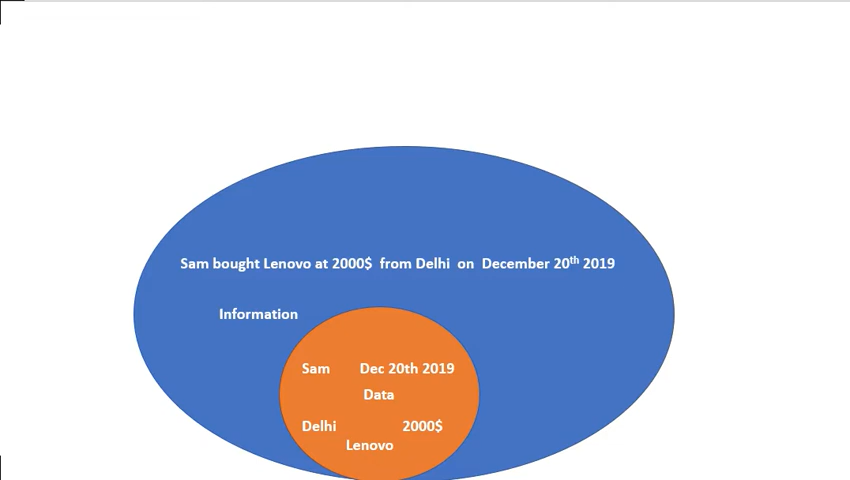 Sam bought Lenovo at 2000$ from Delhi on December 20th 2019
Information
Sam Dec 20th 2019
Data
Delhi 2000$
Lenovo